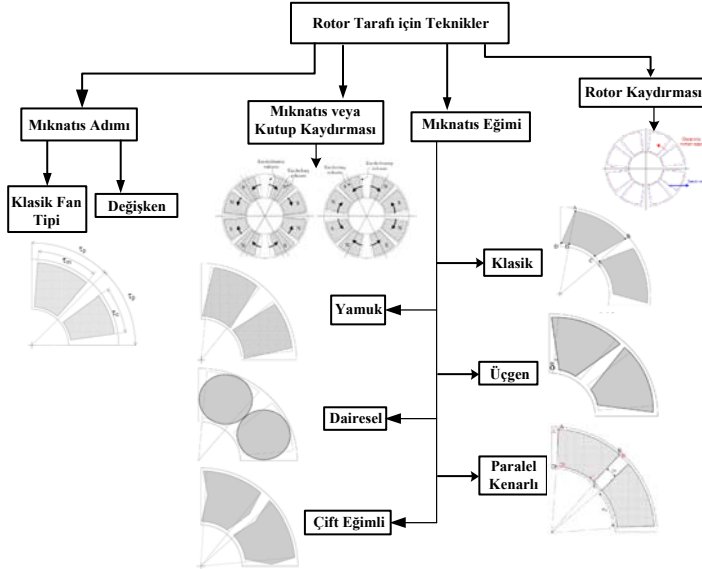 Rotor Tarafı için Teknikler
Mıknatıs Adımı
Mıknatıs veya
Kutup Kaydırması
Mıknatıs Eğimi
Rotor Kaydırması
Klasik Fan
Tipi
Değişken
Klasik
Yamuk
Üçgen
Dairesel
Paralel
Kenarlı
Çift Eğimli